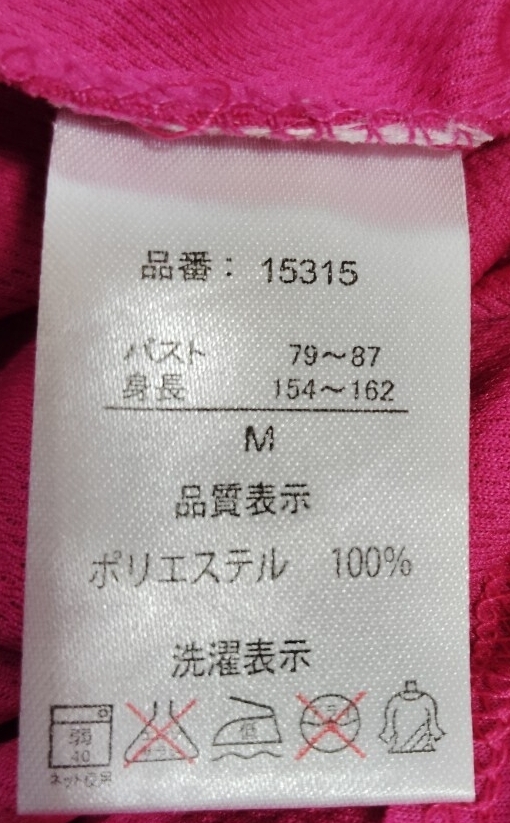 品番： 15315
バスト 79～87
身長 154～162
M
品質表示
ポリエステル 100%
洗濯表示
弱
40
ネット使用
低